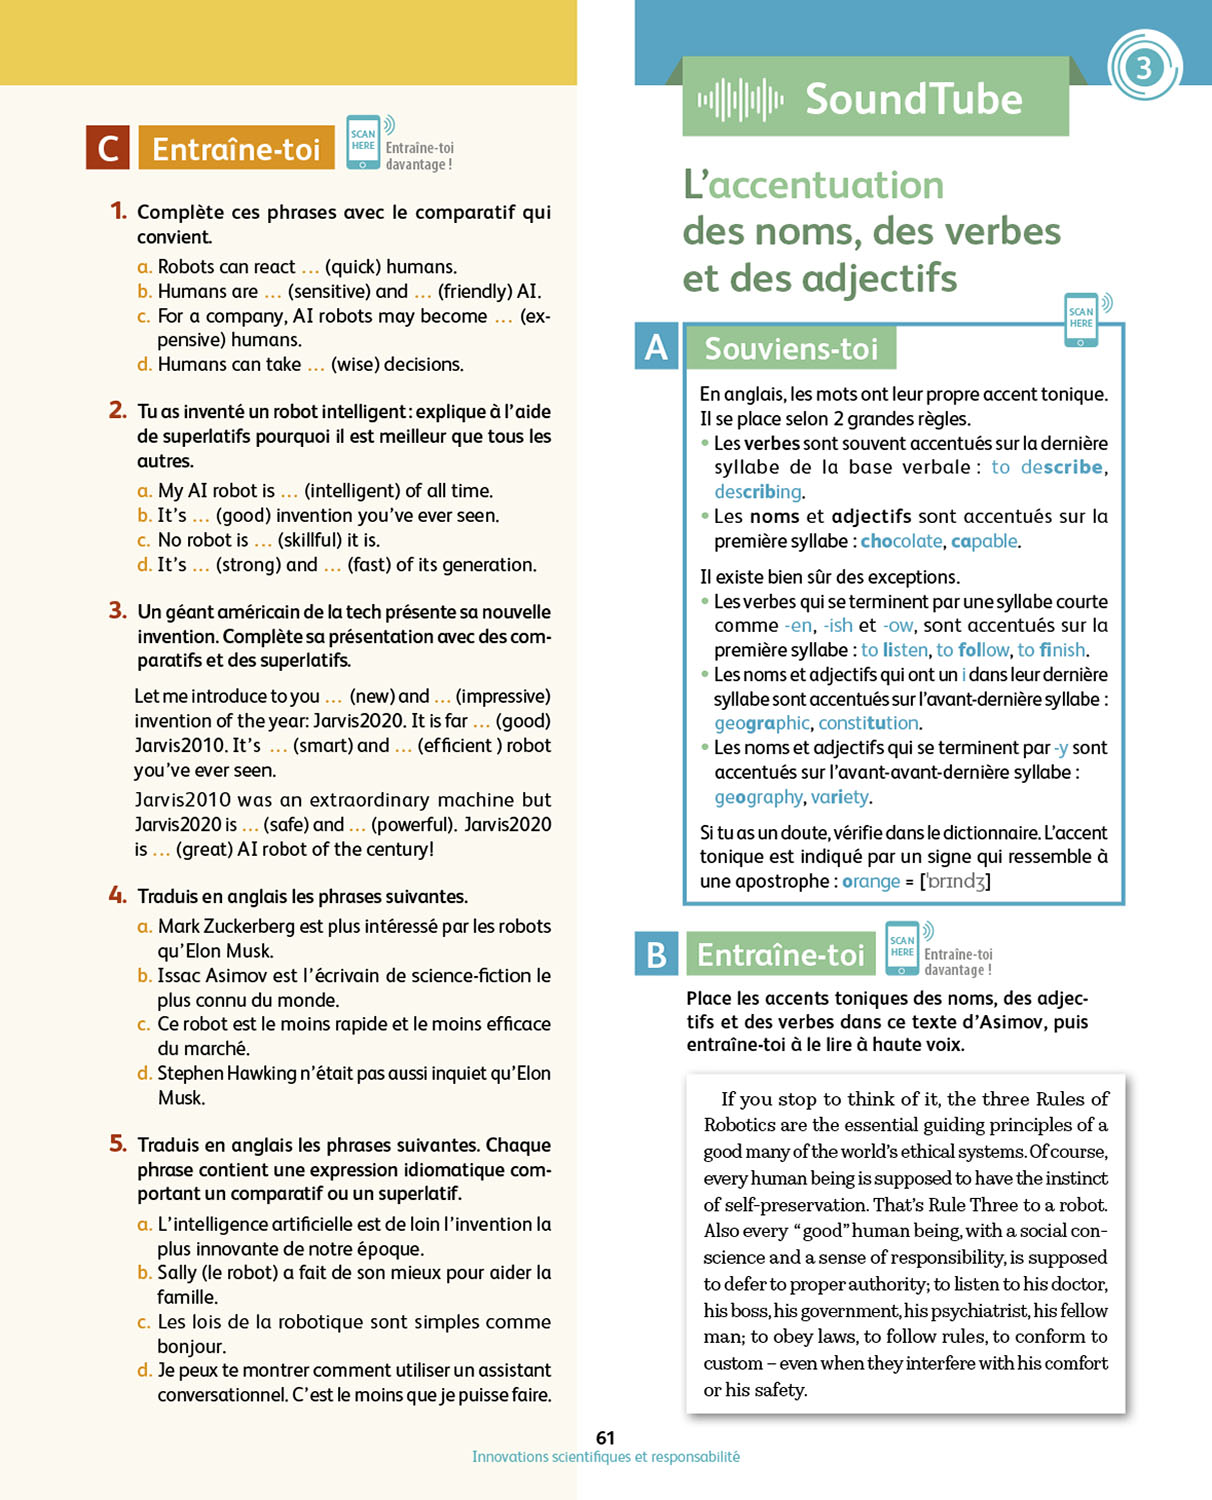 C Entraîne-toi
SCAN
HERE
Entraîne-toi
davantage !
1. Complète ces phrases avec le comparatif qui
convient.
a. Robots can react ... (quick) humans.
b. Humans are ... (sensitive) and ... (friendly) AI.
c. For a company, AI robots may become ... (ex-
pensive) humans.
d. Humans can take ... (wise) decisions.
2. Tu as inventé un robot intelligent : explique à l'aide
de superlatifs pourquoi il est meilleur que tous les
autres.
a. My AI robot is ... (intelligent) of all time.
b. It's ... (good) invention you've ever seen.
c. No robot is ... (skillful) it is.
d. It's ... (strong) and ... (fast) of its generation.
3. Un géant américain de la tech présente sa nouvelle
invention. Complète sa présentation avec des com-
paratifs et des superlatifs.
Let me introduce to you ... (new) and ... (impressive)
invention of the year: Jarvis2020. It is far ... (good)
Jarvis2010. It's ... (smart) and ... (efficient ) robot
you've ever seen.
Jarvis2010 was an extraordinary machine but
Jarvis2020 is ... (safe) and ... (powerful). Jarvis2020
is ... (great) AI robot of the century!
4. Traduis en anglais les phrases suivantes.
a. Mark Zuckerberg est plus intéressé par les robots
qu'Elon Musk.
b. Issac Asimov est l'écrivain de science-fiction le
plus connu du monde.
c. Ce robot est le moins rapide et le moins efficace
du marché.
d. Stephen Hawking n'était pas aussi inquiet qu'Elon
Musk.
5. Traduis en anglais les phrases suivantes. Chaque
phrase contient une expression idiomatique com-
portant un comparatif ou un superlatif.
a. L'intelligence artificielle est de loin l'invention la
plus innovante de notre époque.
b. Sally (le robot) a fait de son mieux pour aider la
famille.
c. Les lois de la robotique sont simples comme
bonjour.
d. Je peux te montrer comment utiliser un assistant
conversationnel. C'est le moins que je puisse faire.
3
SoundTube
L'accentuation
des noms, des verbes
et des adjectifs
SCAN
HERE
A Souviens-toi
En anglais, les mots ont leur propre accent tonique.
Il se place selon 2 grandes règles.
• Les verbes sont souvent accentués sur la dernière
syllabe de la base verbale : to describe,
describing.
• Les noms et adjectifs sont accentués sur la
première syllabe : chocolate, capable.
Il existe bien sûr des exceptions.
• Les verbes qui se terminent par une syllabe courte
comme -en, -ish et -ow, sont accentués sur la
première syllabe : to listen, to follow, to finish.
• Les noms et adjectifs qui ont un i dans leur dernière
syllabe sont accentués sur l'avant-dernière syllabe :
geographic, constitution.
• Les noms et adjectifs qui se terminent par -y sont
accentués sur l'avant-avant-dernière syllabe :
geography, variety.
Si tu as un doute, vérifie dans le dictionnaire. L'accent
tonique est indiqué par un signe qui ressemble à
une apostrophe : orange = [ˈɒrɪndʒ]
B Entraîne-toi
SCAN
HERE
Entraîne-toi
davantage !
Place les accents toniques des noms, des adjec-
tifs et des verbes dans ce texte d'Asimov, puis
entraîne-toi à le lire à haute voix.
If you stop to think of it, the three Rules of
Robotics are the essential guiding principles of a
good many of the world's ethical systems. Of course,
every human being is supposed to have the instinct
of self-preservation. That's Rule Three to a robot.
Also every "good" human being, with a social con-
science and a sense of responsibility, is supposed
to defer to proper authority; to listen to his doctor,
his boss, his government, his psychiatrist, his fellow
man; to obey laws, to follow rules, to conform to
custom – even when they interfere with his comfort
or his safety.
61
Innovations scientifiques et responsabilité